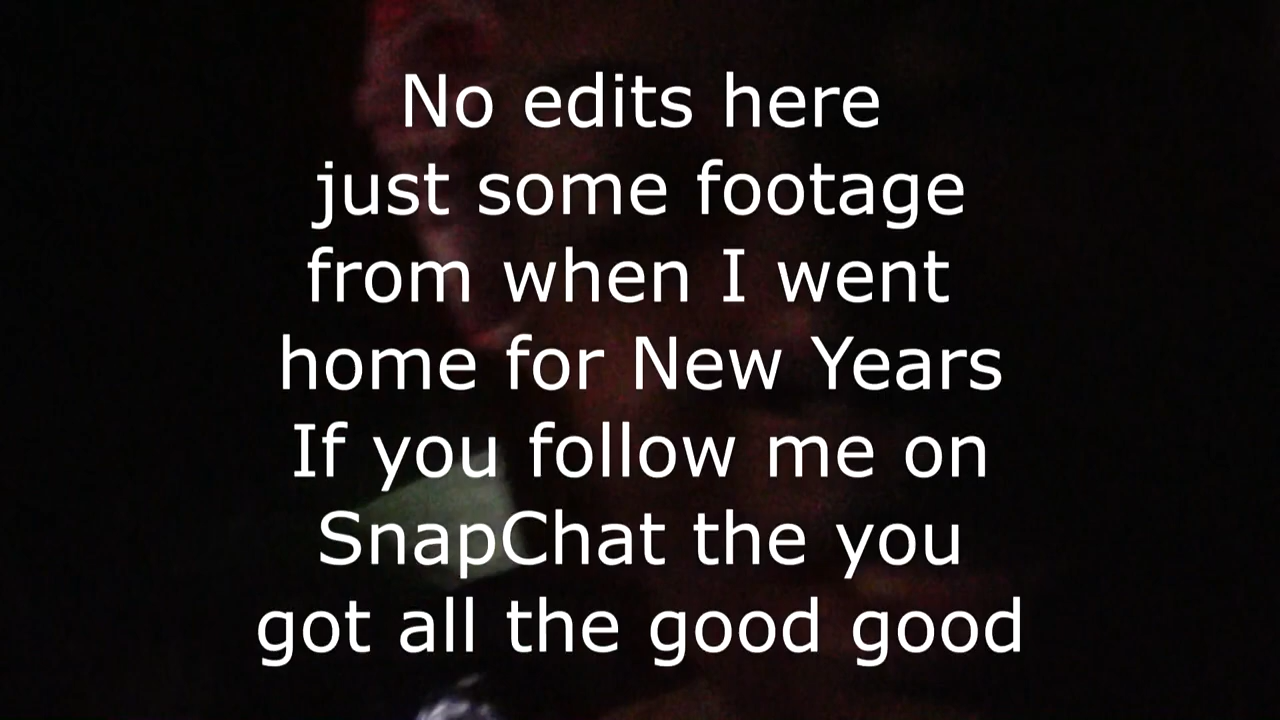 No edits here
just some footage
from when I went
home for New Years
If you follow me on
SnapChat the you
got all the good good